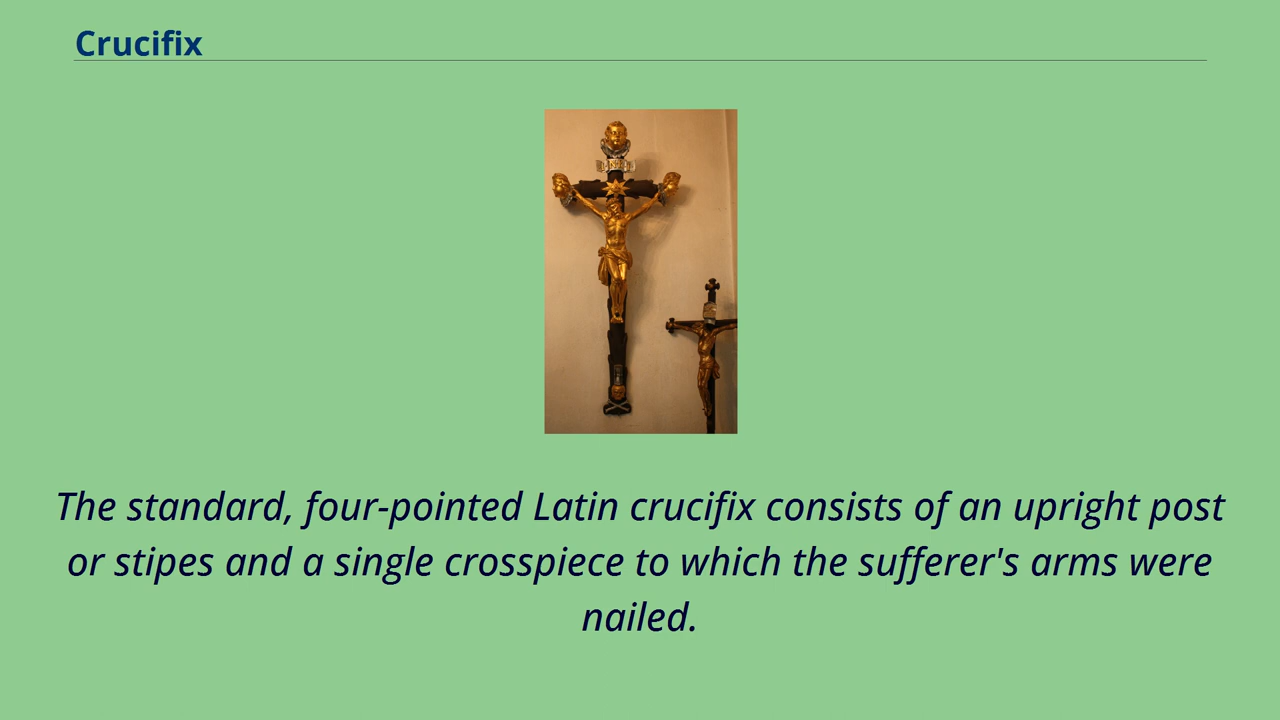 Crucifix
The standard, four-pointed Latin crucifix consists of an upright post
or stipes and a single crosspiece to which the sufferer's arms were
nailed.